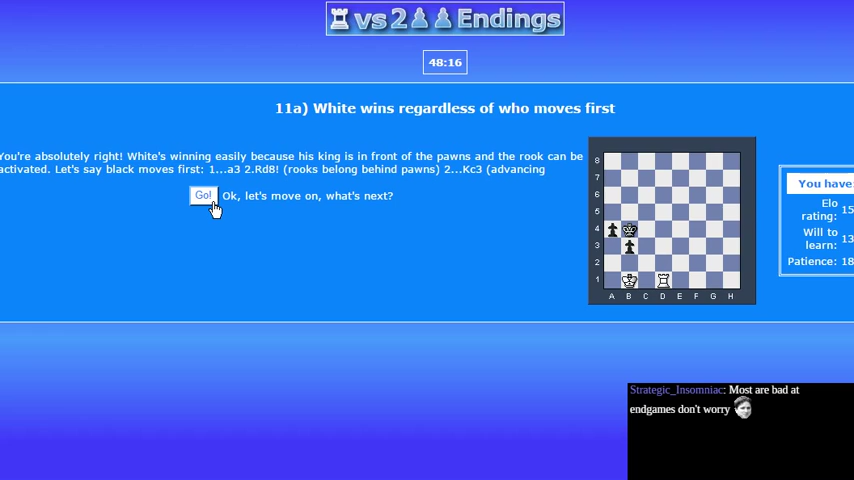 vs 2 Endings
48:16
11a) White wins regardless of who moves first
You're absolutely right! White's winning easily because his king is in front of the pawns and the rook can be
activated. Let's say black moves first: 1...a3 2.Rd8! (rooks belong behind pawns) 2...Kc3 (advancing
Go! Ok, let's move on, what's next?
You have:
Elo
rating: 15
Will to
learn: 13
Patience: 18
8
7
6
5
4
3
2
1
A B C D E F G H
Strategic_Insomniac: Most are bad at
endgames don't worry